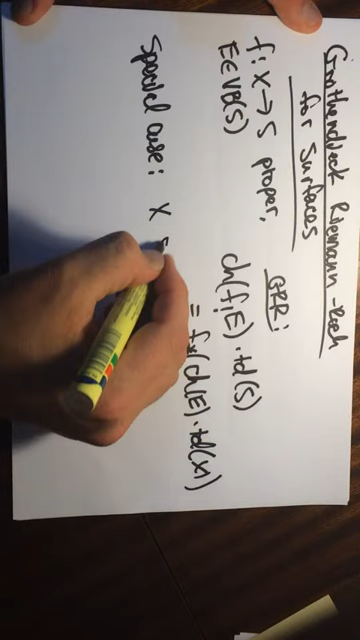 Grothendieck Riemann-Roch
for Surfaces
f: X → S proper,
E ∈ VB(S)
GRR:
ch(f!E)·td(S)
= f*(ch(E)·td(X))
Special case: X